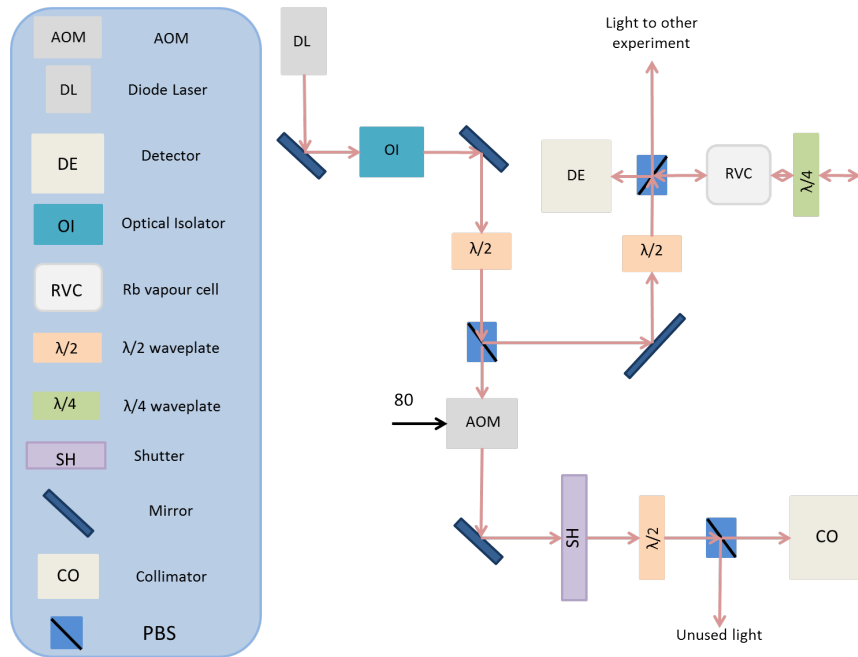 AOM AOM
DL Diode Laser
DE Detector
OI Optical Isolator
RVC Rb vapour cell
λ/2 λ/2 waveplate
λ/4 λ/4 waveplate
SH Shutter
Mirror
CO Collimator
PBS
DL
OI
λ/2
80
AOM
Light to other
experiment
DE
RVC
λ/4
λ/2
SH
λ/2
CO
Unused light